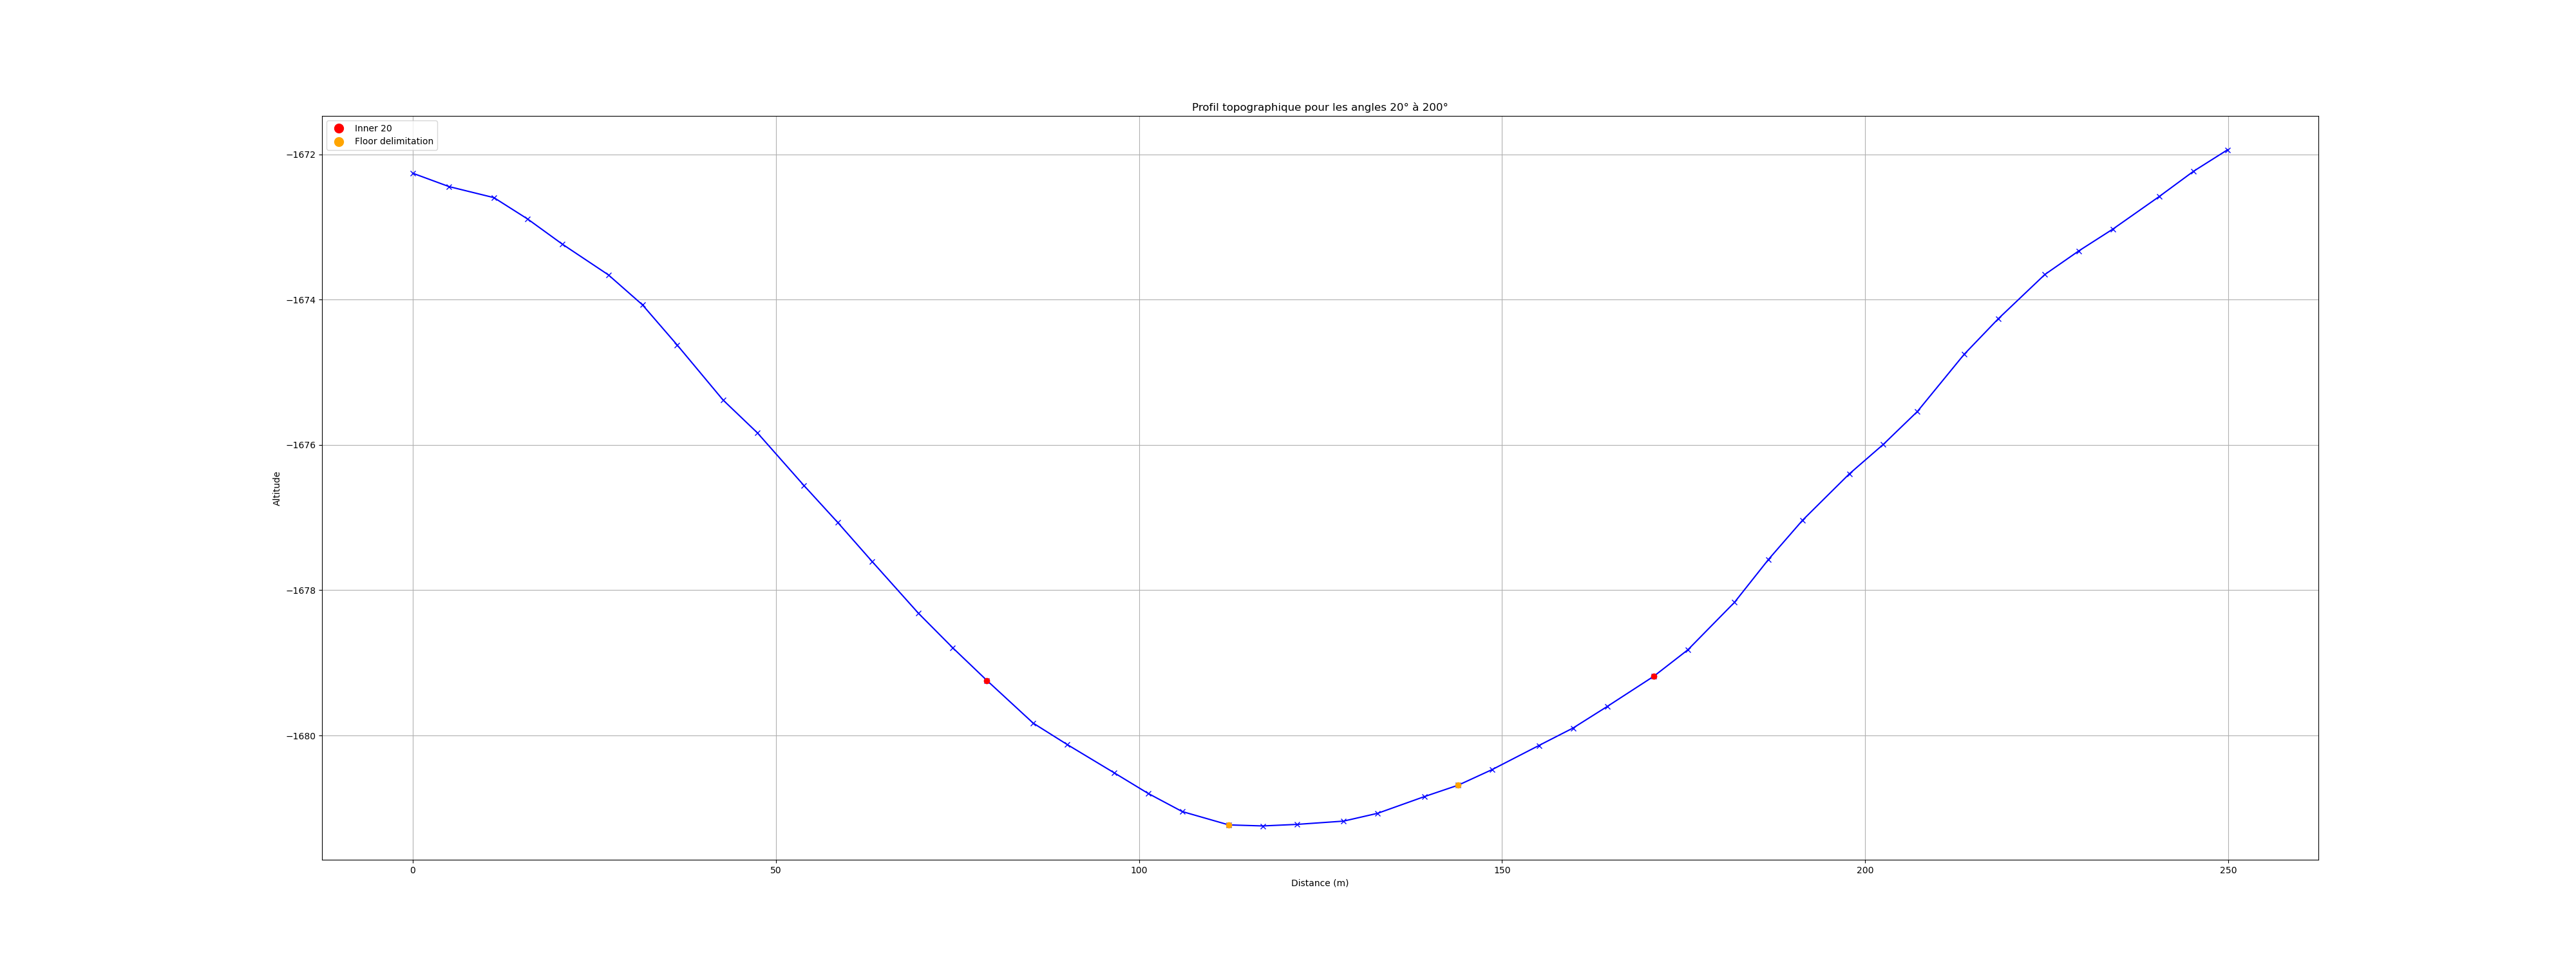 Profil topographique pour les angles 20° à 200°
Inner 20
Floor delimitation
−1672
−1674
−1676
−1678
−1680
Altitude
0 50 100 150 200 250
Distance (m)